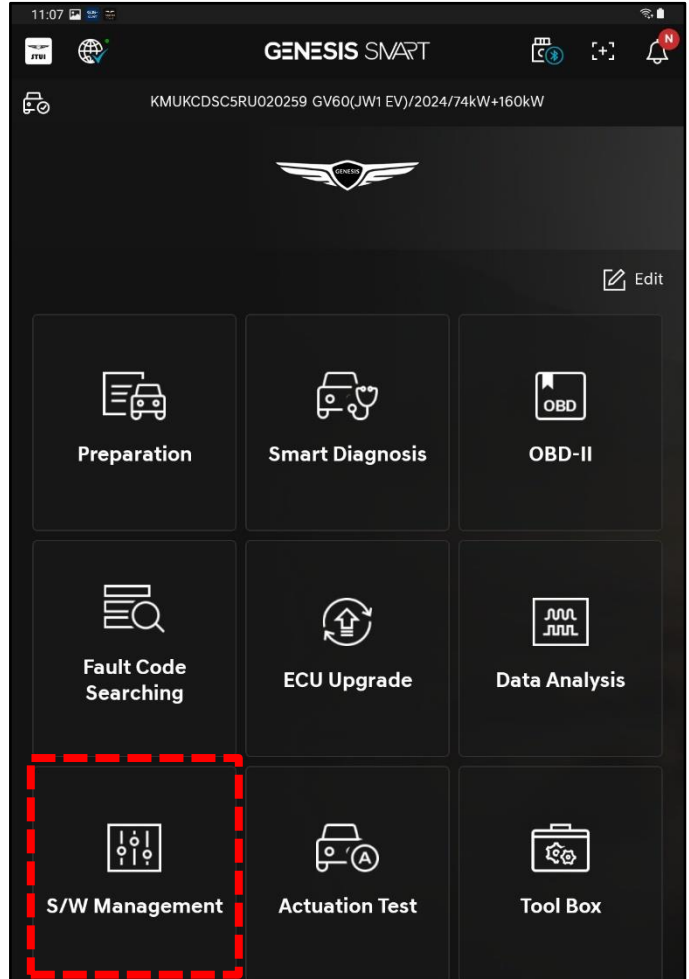 11:07
JTUI
GENESIS SMART
N
KMUKCDSC5RU020259 GV60(JW1 EV)/2024/74kW+160kW
GENESIS
Edit
OBD
Preparation
Smart Diagnosis
OBD-II
Fault Code
Searching
ECU Upgrade
Data Analysis
A
S/W Management
Actuation Test
Tool Box